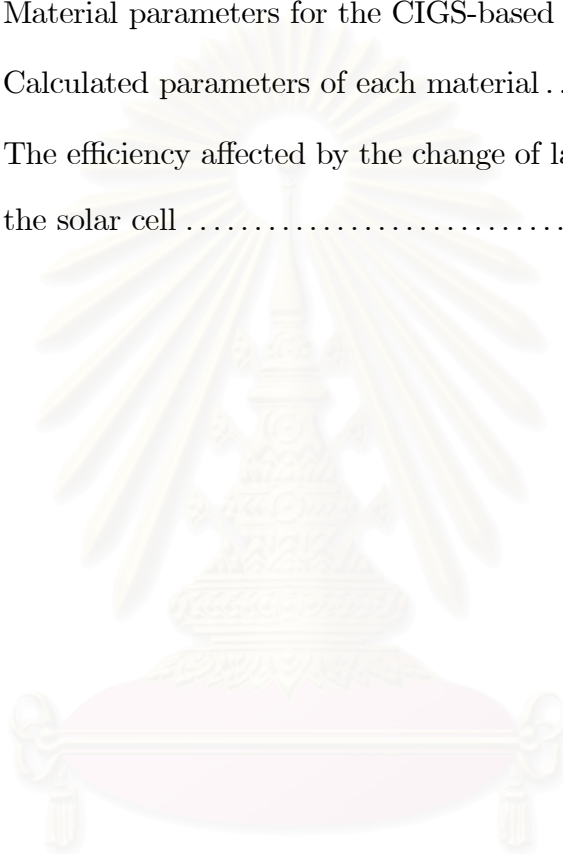 Material parameters for the CIGS-based
Calculated parameters of each material . .
The efficiency affected by the change of
the solar cell . . . . . . . . . . . . . . . . . . . . . . . . . . . .